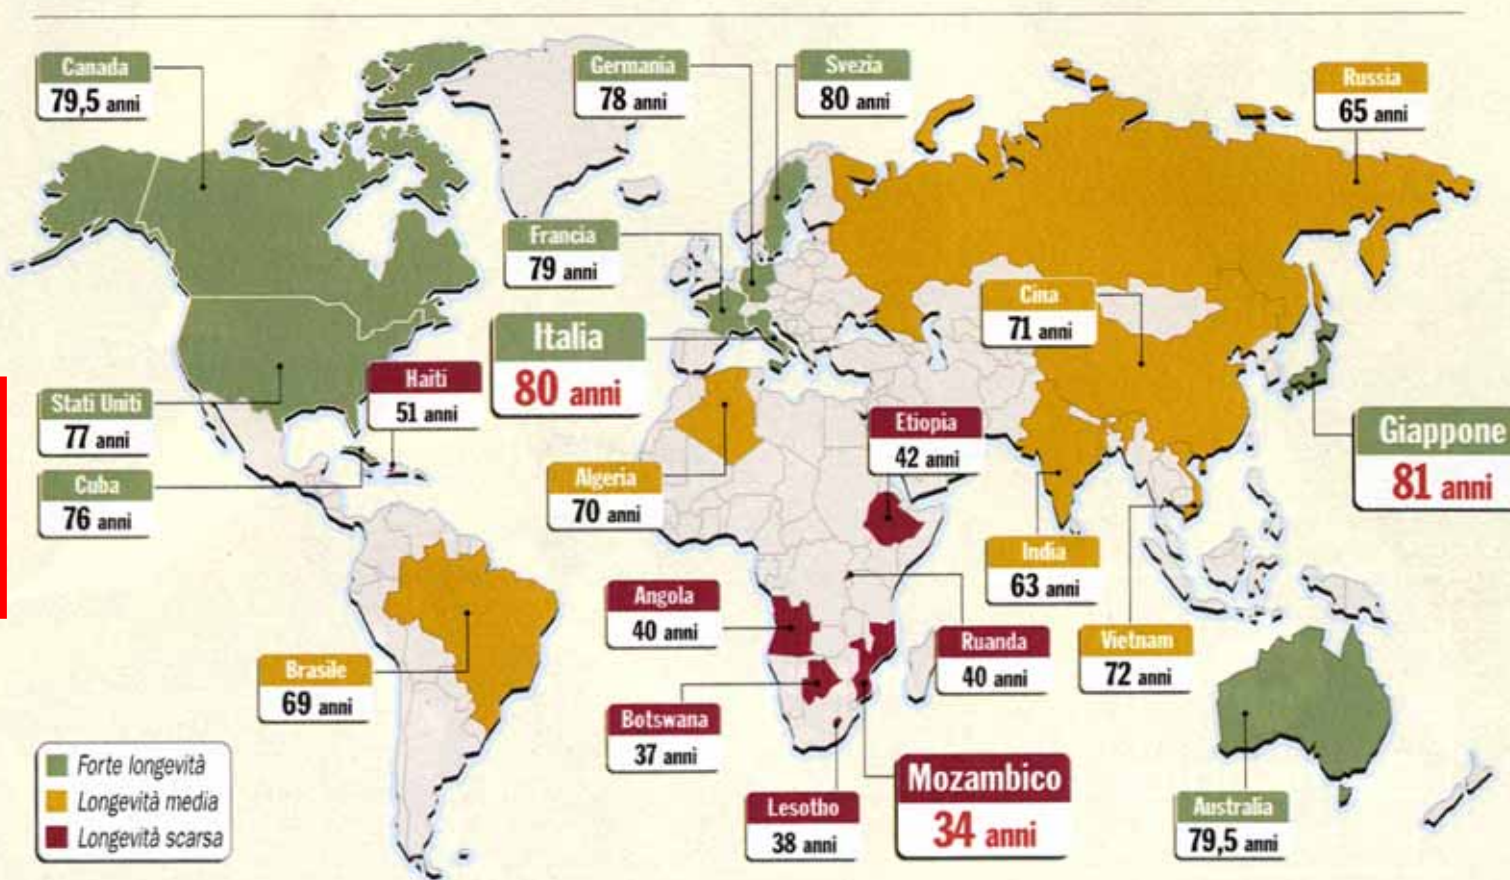 Canada
79,5 anni
Germania
78 anni
Svezia
80 anni
Russia
65 anni
Francia
79 anni
Cina
71 anni
Italia
80 anni
Haiti
51 anni
Stati Uniti
77 anni
Etiopia
42 anni
Giappone
81 anni
Cuba
76 anni
Algeria
70 anni
India
63 anni
Angola
40 anni
Ruanda
40 anni
Vietnam
72 anni
Brasile
69 anni
Botswana
37 anni
Mozambico
34 anni
Lesotho
38 anni
Australia
79,5 anni
Forte longevità
Longevità media
Longevità scarsa